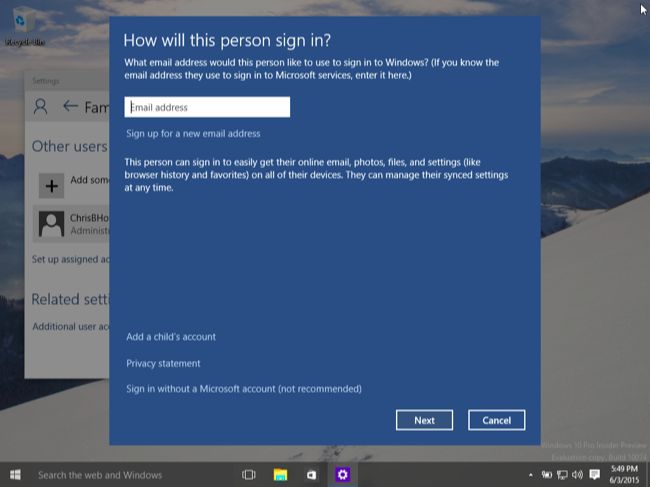 Recycle Bin
How will this person sign in?
What email address would this person like to use to sign in to Windows? (If you know the
email address they use to sign in to Microsoft services, enter it here.)
Email address
Sign up for a new email address
This person can sign in to easily get their online email, photos, files, and settings (like
browser history and favorites) on all of their devices. They can manage their synced settings
at any time.
Add a child's account
Privacy statement
Sign in without a Microsoft account (not recommended)
Next
Cancel
Settings
Fam
Other users
Add som
ChrisBHo
Administ
Set up assigned ac
Related setti
Additional user ac
Windows 10 Pro Insider Preview
Evaluation copy. Build
Search the web and Windows
5:49 PM
6/3/2015